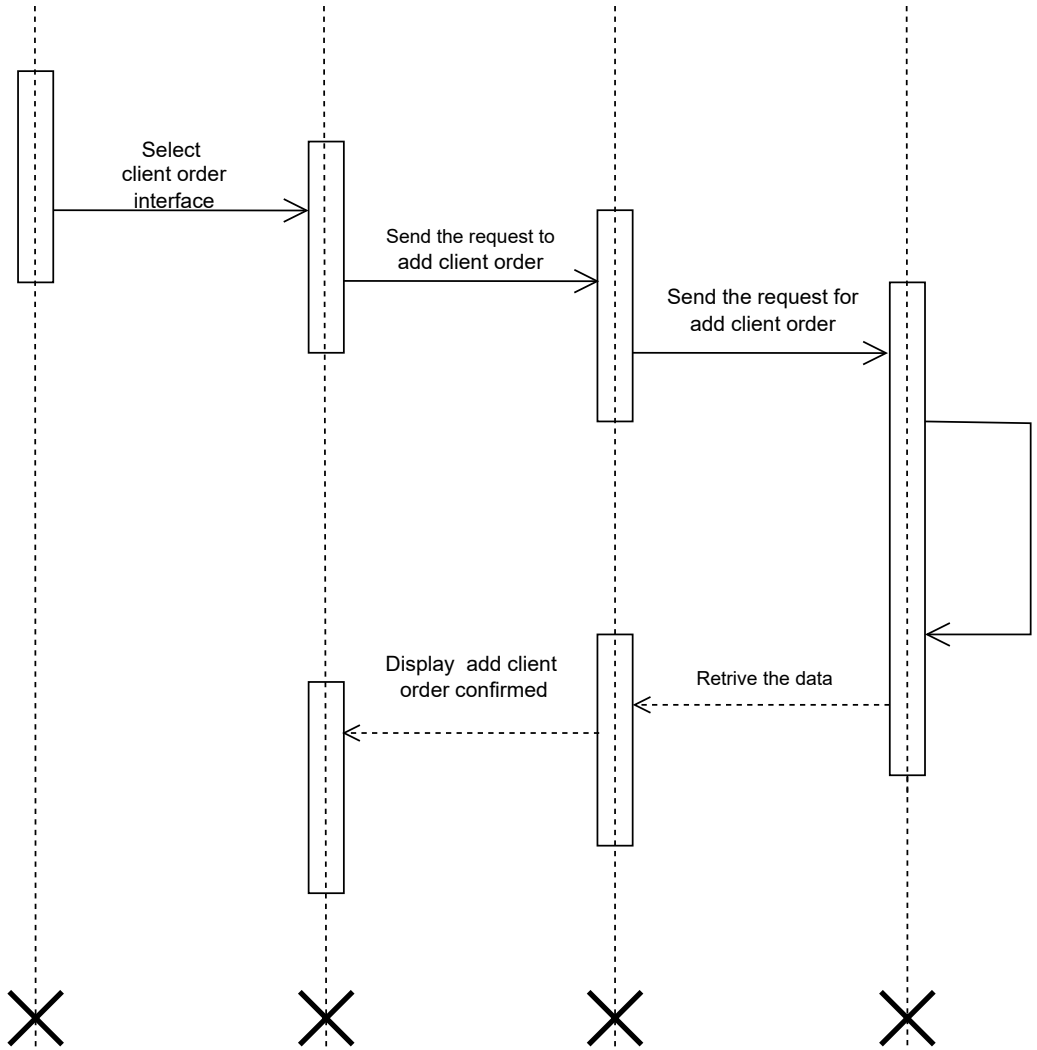 Select
client order
interface
Send the request to
add client order
Send the request for
add client order
Display  add client
order confirmed
Retrive the data